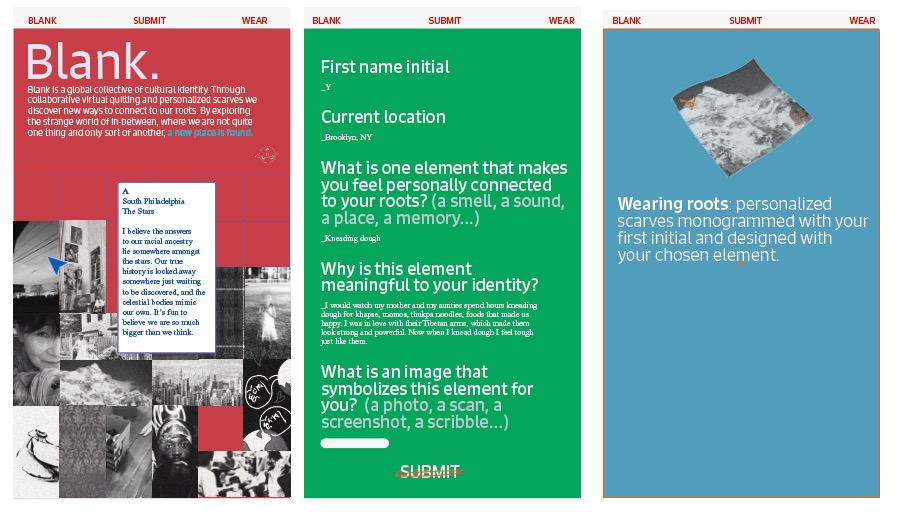 BLANK SUBMIT WEAR
Blank.
Blank is a global collective of cultural identity. Through
collaborative virtual quilting and personalized scarves we
discover new ways to connect to our roots. By exploring
the strange world of in-between, where we are not quite
one thing and only sort of another, a new place is found.
A
South Philadelphia
The Stars
I believe the answers
to our racial ancestry
lie somewhere amongst
the stars. Our true
history is locked away
somewhere just waiting
to be discovered, and the
celestial bodies mimic
our own. It's fun to
believe we are so much
bigger than we think.
BLANK SUBMIT WEAR
First name initial
_Y
Current location
_Brooklyn, NY
What is one element that makes
you feel personally connected
to your roots? (a smell, a sound,
a place, a memory...)
_Kneading dough
Why is this element
meaningful to your identity?
_I would watch my mother and my aunties spend hours kneading
dough for khapse, momos, thukpa noodles, foods that made us
happy. I was in love with their Tibetan arms, which made them
look strong and powerful. Now when I knead dough I feel tough
just like them.
What is an image that
symbolizes this element for
you? (a photo, a scan, a
screenshot, a scribble...)
SUBMIT
BLANK SUBMIT WEAR
Wearing roots: personalized
scarves monogrammed with your
first initial and designed with
your chosen element.